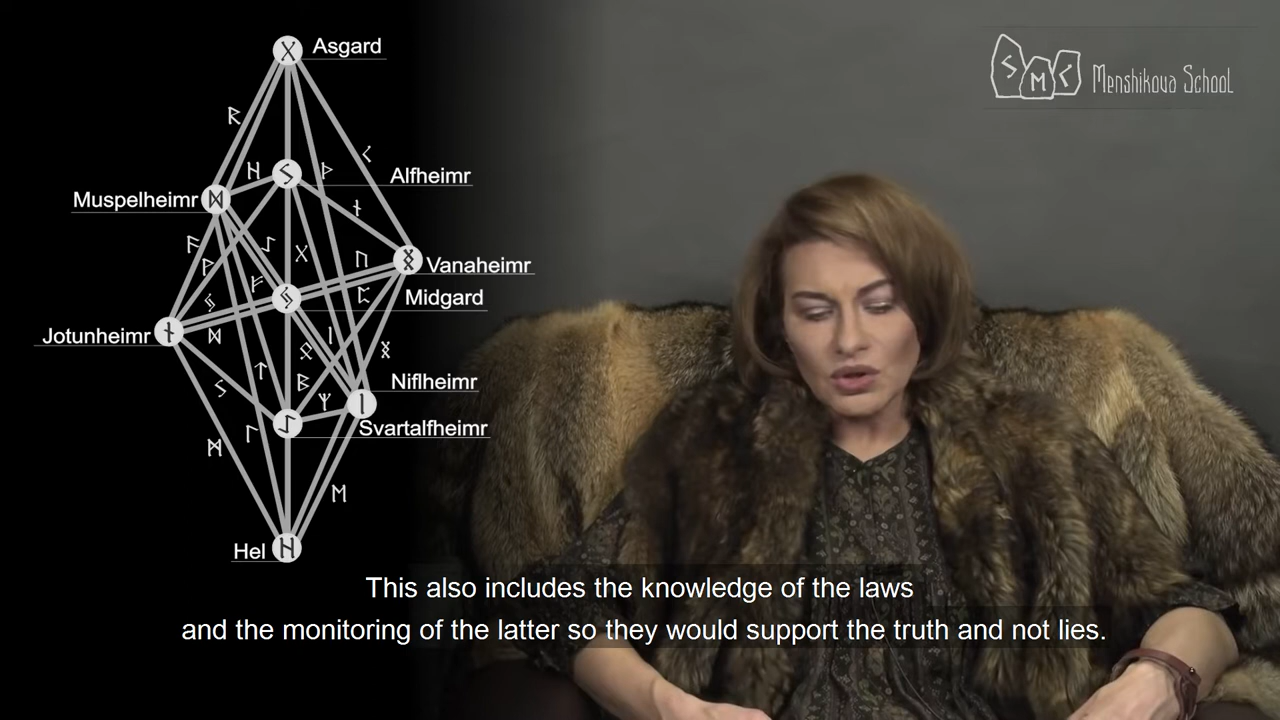 Asgard
ᚱ
ᚲ
ᚺ
ᚦ
Alfheimr
Muspelheimr
ᚾ
ᚨ
ᚹ
ᛇ
ᚷ
ᚢ
Vanaheimr
ᚠ
ᛈ
Midgard
Jotunheimr
ᛞ
ᛁ
ᛟ
ᛝ
ᛏ
ᛒ
ᛉ
Niflheimr
Svartalfheimr
ᛊ
ᛚ
ᛗ
ᛖ
Hel
SMC Menshikova School
This also includes the knowledge of the laws
and the monitoring of the latter so they would support the truth and not lies.